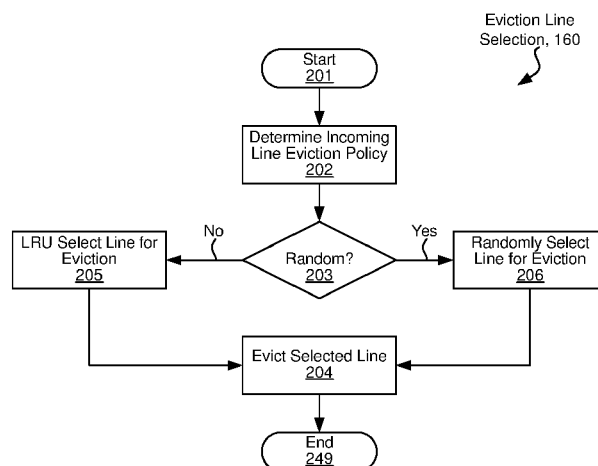 Eviction Line
Selection, 160
Start
201
Determine Incoming
Line Eviction Policy
202
No
Yes
LRU Select Line for
Eviction
205
Random?
203
Randomly Select
Line for Eviction
206
Evict Selected Line
204
End
249